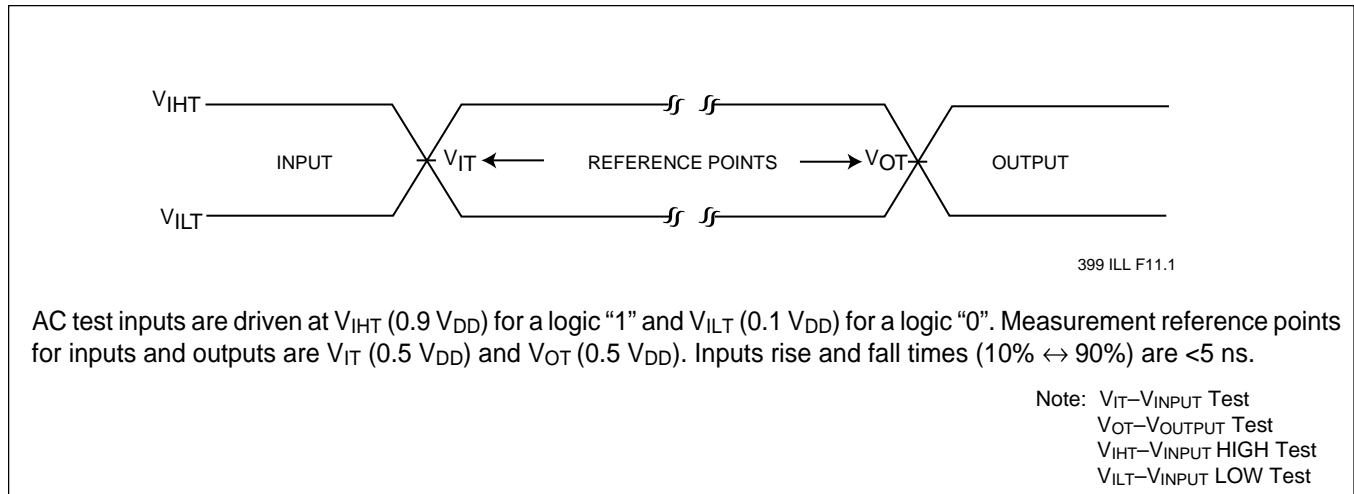 VIHT
INPUT VIT REFERENCE POINTS VOT OUTPUT
VILT
399 ILL F11.1
AC test inputs are driven at VIHT (0.9 VDD) for a logic “1” and VILT (0.1 VDD) for a logic “0”. Measurement reference points
for inputs and outputs are VIT (0.5 VDD) and VOT (0.5 VDD). Inputs rise and fall times (10% ↔ 90%) are <5 ns.
Note: VIT–VINPUT Test
VOT–VOUTPUT Test
VIHT–VINPUT HIGH Test
VILT–VINPUT LOW Test